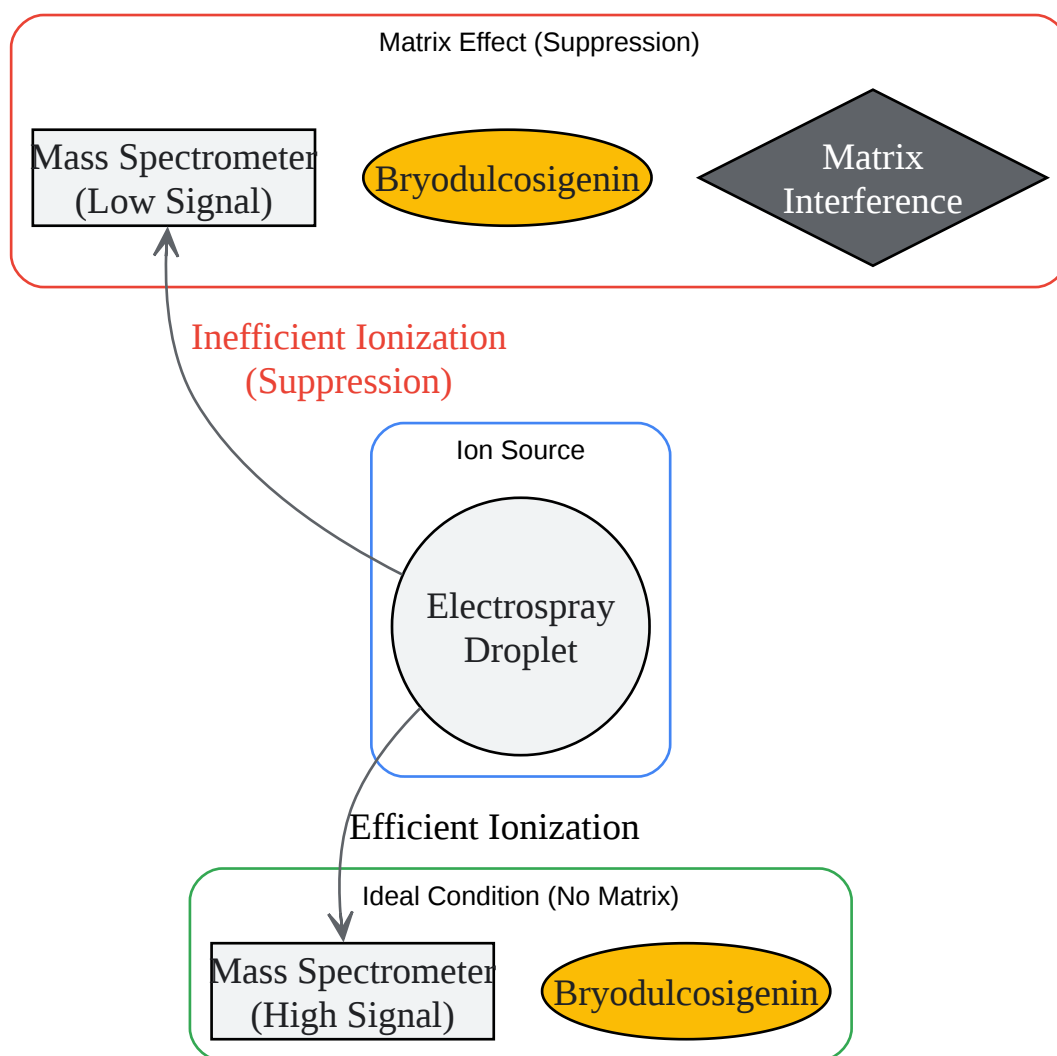 Matrix Effect (Suppression)
Mass Spectrometer
(Low Signal)
Bryodulcosigenin
Matrix
Interference
Inefficient Ionization
(Suppression)
Ion Source
Electrospray
Droplet
Efficient Ionization
Ideal Condition (No Matrix)
Mass Spectrometer
(High Signal)
Bryodulcosigenin